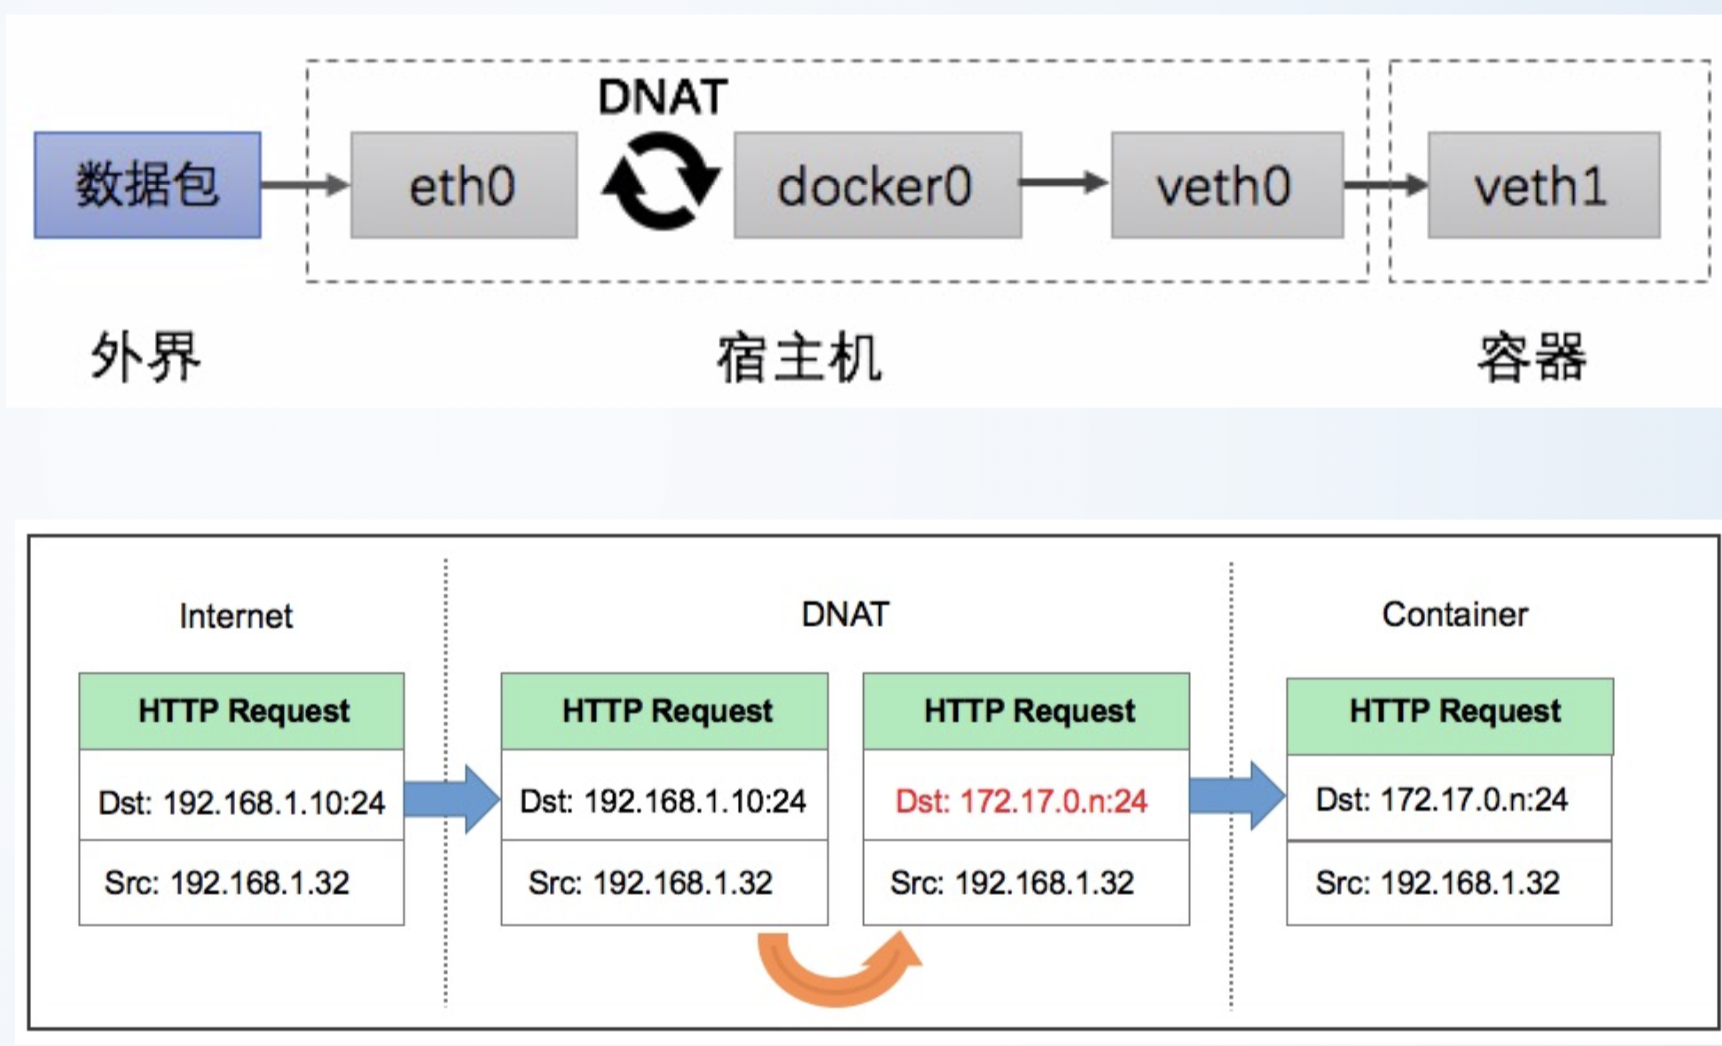 DNAT
数据包
eth0
docker0
veth0
veth1
外界
宿主机
容器
Internet
DNAT
Container
HTTP Request
HTTP Request
HTTP Request
HTTP Request
Dst: 192.168.1.10:24
Dst: 192.168.1.10:24
Dst: 172.17.0.n:24
Dst: 172.17.0.n:24
Src: 192.168.1.32
Src: 192.168.1.32
Src: 192.168.1.32
Src: 192.168.1.32